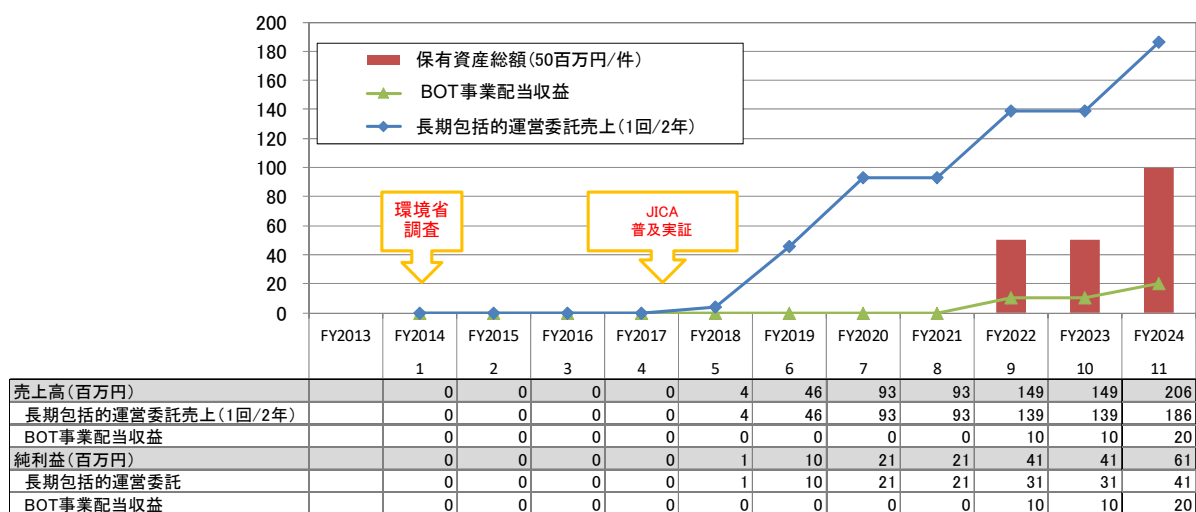 200
180
160
140
120
100
80
60
40
20
0
保有資産総額(50百万円/件)
BOT事業配当収益
長期包括的運営委託売上(1回/2年)
環境省
調査
JICA
普及実証
FY2013 FY2014 FY2015 FY2016 FY2017 FY2018 FY2019 FY2020 FY2021 FY2022 FY2023 FY2024
1 2 3 4 5 6 7 8 9 10 11
売上高(百万円) 0 0 0 0 4 46 93 93 149 149 206
長期包括的運営委託売上(1回/2年) 0 0 0 0 4 46 93 93 139 139 186
BOT事業配当収益 0 0 0 0 0 0 0 0 10 10 20
純利益(百万円) 0 0 0 0 1 10 21 21 41 41 61
長期包括的運営委託 0 0 0 0 1 10 21 21 31 31 41
BOT事業配当収益 0 0 0 0 0 0 0 0 10 10 20